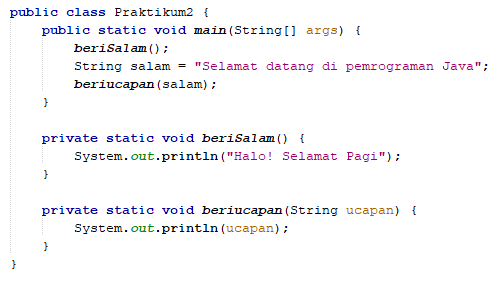 public class Praktikum2 {
    public static void main(String[] args) {
        beriSalam();
        String salam = "Selamat datang di pemrograman Java";
        beriucapan(salam);
    }

    private static void beriSalam() {
        System.out.println("Halo! Selamat Pagi");
    }

    private static void beriucapan(String ucapan) {
        System.out.println(ucapan);
    }
}